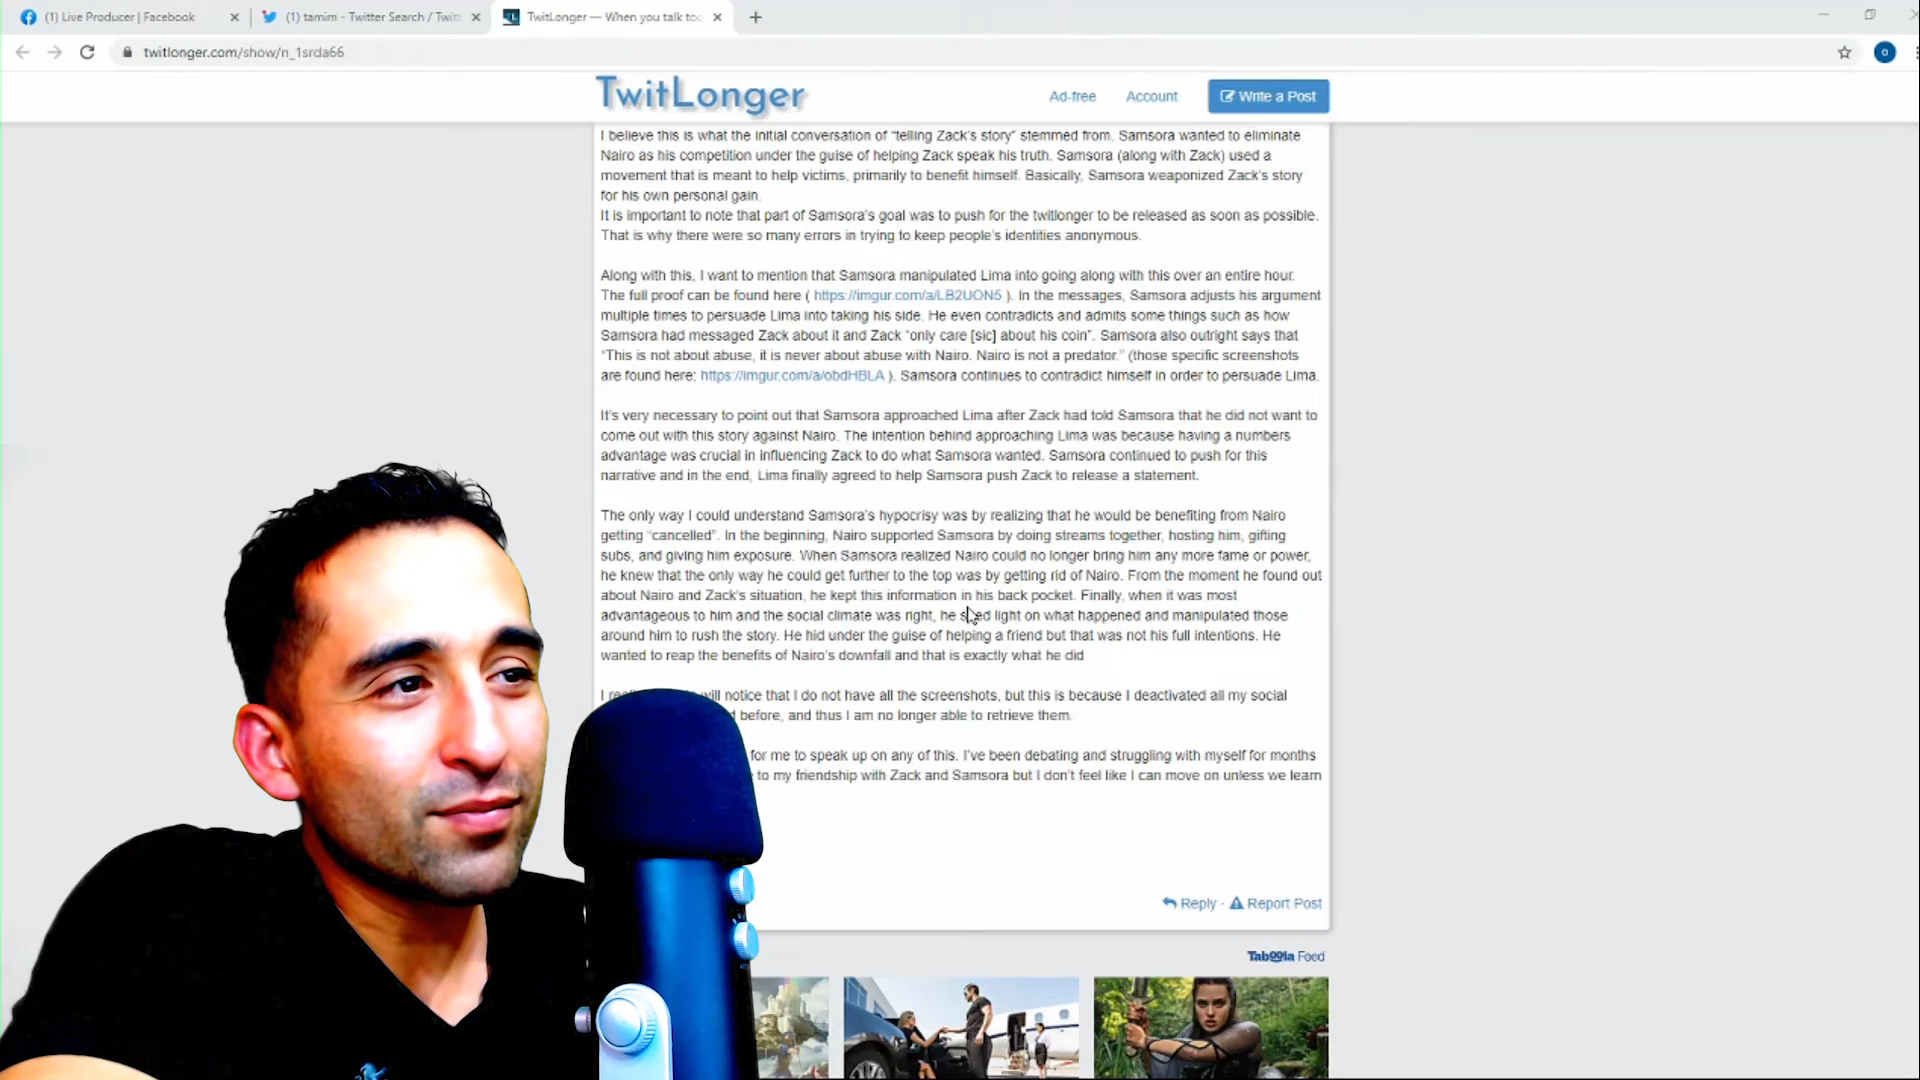 (1) Live Producer | Facebook
(1) tamim - Twitter Search / Twit
TwitLonger — When you talk too
twitlonger.com/show/n_1srda66
TwitLonger
Ad-free
Account
Write a Post
I believe this is what the initial conversation of “telling Zack’s story” stemmed from. Samsora wanted to eliminate
Nairo as his competition under the guise of helping Zack speak his truth. Samsora (along with Zack) used a
movement that is meant to help victims, primarily to benefit himself. Basically, Samsora weaponized Zack’s story
for his own personal gain.
It is important to note that part of Samsora’s goal was to push for the twitlonger to be released as soon as possible.
That is why there were so many errors in trying to keep people’s identities anonymous.
Along with this, I want to mention that Samsora manipulated Lima into going along with this over an entire hour.
The full proof can be found here ( https://imgur.com/a/LB2UON5 ). In the messages, Samsora adjusts his argument
multiple times to persuade Lima into taking his side. He even contradicts and admits some things such as how
Samsora had messaged Zack about it and Zack “only care [sic] about his coin”. Samsora also outright says that
“This is not about abuse, it is never about abuse with Nairo. Nairo is not a predator.” (those specific screenshots
are found here: https://imgur.com/a/obdHBLA ). Samsora continues to contradict himself in order to persuade Lima.
It’s very necessary to point out that Samsora approached Lima after Zack had told Samsora that he did not want to
come out with this story against Nairo. The intention behind approaching Lima was because having a numbers
advantage was crucial in influencing Zack to do what Samsora wanted. Samsora continued to push for this
narrative and in the end, Lima finally agreed to help Samsora push Zack to release a statement.
The only way I could understand Samsora’s hypocrisy was by realizing that he would be benefiting from Nairo
getting “cancelled”. In the beginning, Nairo supported Samsora by doing streams together, hosting him, gifting
subs, and giving him exposure. When Samsora realized Nairo could no longer bring him any more fame or power,
he knew that the only way he could get further to the top was by getting rid of Nairo. From the moment he found out
about Nairo and Zack’s situation, he kept this information in his back pocket. Finally, when it was most
advantageous to him and the social climate was right, he shed light on what happened and manipulated those
around him to rush the story. He hid under the guise of helping a friend but that was not his full intentions. He
wanted to reap the benefits of Nairo’s downfall and that is exactly what he did
I will notice that I do not have all the screenshots, but this is because I deactivated all my social
before, and thus I am no longer able to retrieve them.
for me to speak up on any of this. I’ve been debating and struggling with myself for months
to my friendship with Zack and Samsora but I don’t feel like I can move on unless we learn
Reply · Report Post
Taboola Feed